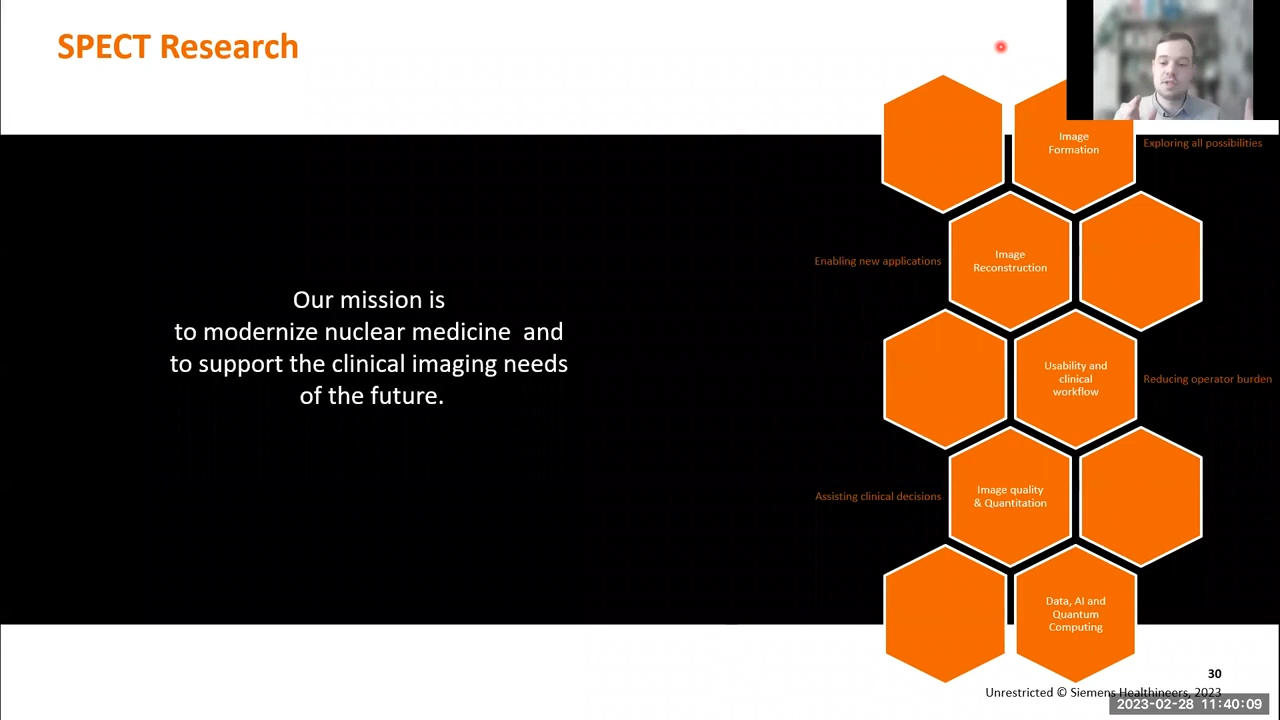 SPECT Research
Image
Formation
Exploring all possibilities
Enabling new applications
Image
Reconstruction
Our mission is
to modernize nuclear medicine and
to support the clinical imaging needs
of the future.
Usability and
clinical
workflow
Reducing operator burden
Assisting clinical decisions
Image quality
& Quantitation
Data, AI and
Quantum
Computing
30
Unrestricted © Siemens Healthineers, 2023
2023-02-28 11:40:09